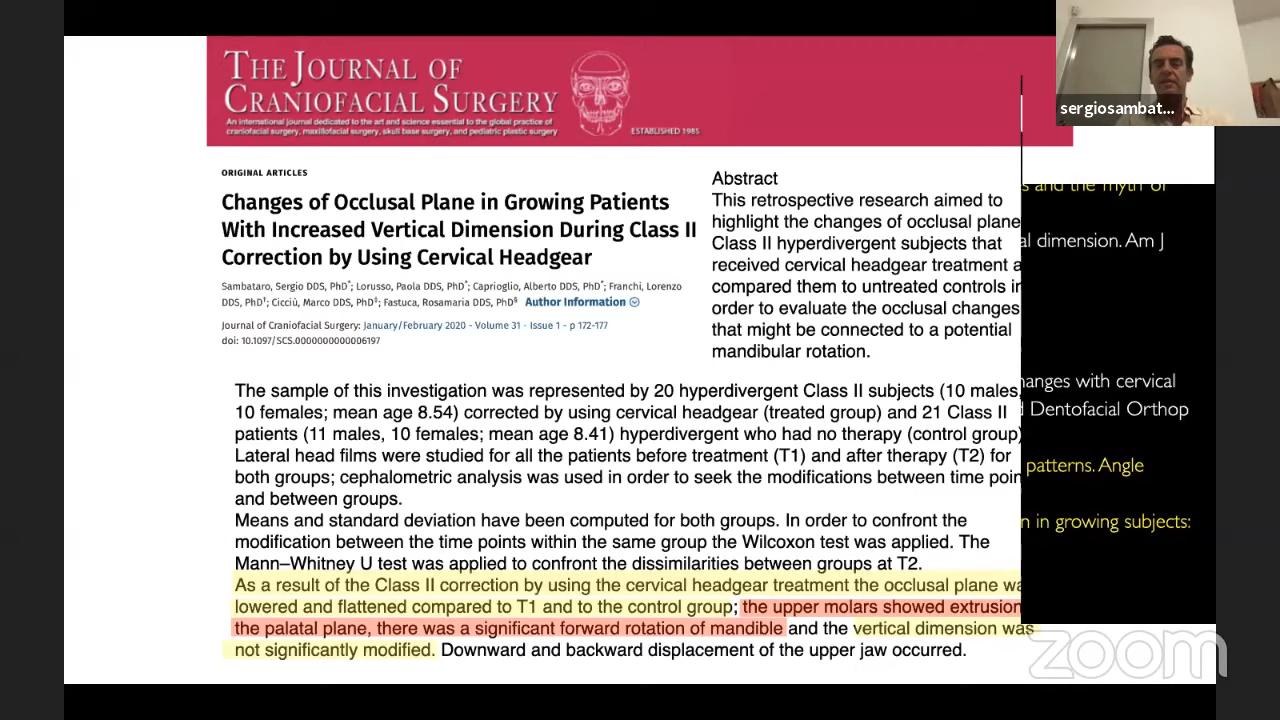 THE JOURNAL OF
CRANIOFACIAL SURGERY
An international journal dedicated to the art and science essential to the global practice of
craniofacial surgery, maxillofacial surgery, skull base surgery, and pediatric plastic surgery
ESTABLISHED 1985
sergiosambat...
ORIGINAL ARTICLES
Changes of Occlusal Plane in Growing Patients
With Increased Vertical Dimension During Class II
Correction by Using Cervical Headgear
Sambataro, Sergio DDS, PhD*; Lorusso, Paola DDS, PhD*; Caprioglio, Alberto DDS, PhD*; Franchi, Lorenzo
DDS, PhD†; Cicciù, Marco DDS, PhD‡; Fastuca, Rosamaria DDS, PhD§ Author Information
Journal of Craniofacial Surgery: January/February 2020 - Volume 31 - Issue 1 - p 172-177
doi: 10.1097/SCS.0000000000006197
Abstract
This retrospective research aimed to
highlight the changes of occlusal plane
Class II hyperdivergent subjects that
received cervical headgear treatment a
compared them to untreated controls in
order to evaluate the occlusal changes
that might be connected to a potential
mandibular rotation.
The sample of this investigation was represented by 20 hyperdivergent Class II subjects (10 males,
10 females; mean age 8.54) corrected by using cervical headgear (treated group) and 21 Class II
patients (11 males, 10 females; mean age 8.41) hyperdivergent who had no therapy (control group)
Lateral head films were studied for all the patients before treatment (T1) and after therapy (T2) for
both groups; cephalometric analysis was used in order to seek the modifications between time poin
and between groups.
Means and standard deviation have been computed for both groups. In order to confront the
modification between the time points within the same group the Wilcoxon test was applied. The
Mann–Whitney U test was applied to confront the dissimilarities between groups at T2.
As a result of the Class II correction by using the cervical headgear treatment the occlusal plane wa
lowered and flattened compared to T1 and to the control group; the upper molars showed extrusion
the palatal plane, there was a significant forward rotation of mandible and the vertical dimension was
not significantly modified. Downward and backward displacement of the upper jaw occurred.
s and the myth of
al dimension. Am J
hanges with cervical
d Dentofacial Orthop
patterns. Angle
n in growing subjects:
zoom